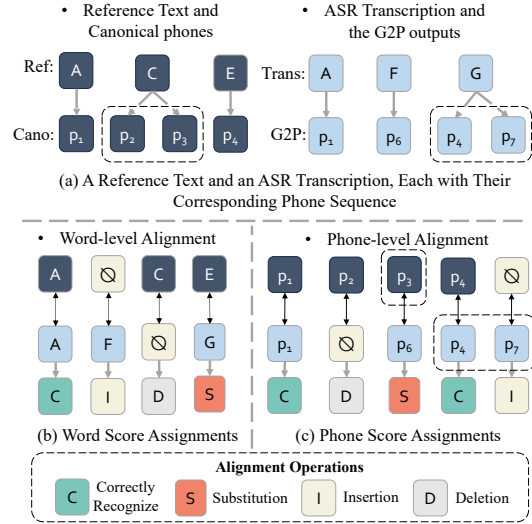 • Reference Text and Canonical phones
• ASR Transcription and the G2P outputs
Ref: A C E
Trans: A F G
Cano: p₁ p₂ p₃ p₄
G2P: p₁ p₆ p₄ p₇
(a) A Reference Text and an ASR Transcription, Each with Their
Corresponding Phone Sequence
• Word-level Alignment
• Phone-level Alignment
A ∅ C E
p₁ p₂ p₃ p₄ ∅
A F ∅ G
p₁ ∅ p₆ p₄ p₇
C I D S
C D S C I
(b) Word Score Assignments
(c) Phone Score Assignments
Alignment Operations
C Correctly Recognize
S Substitution
I Insertion
D Deletion